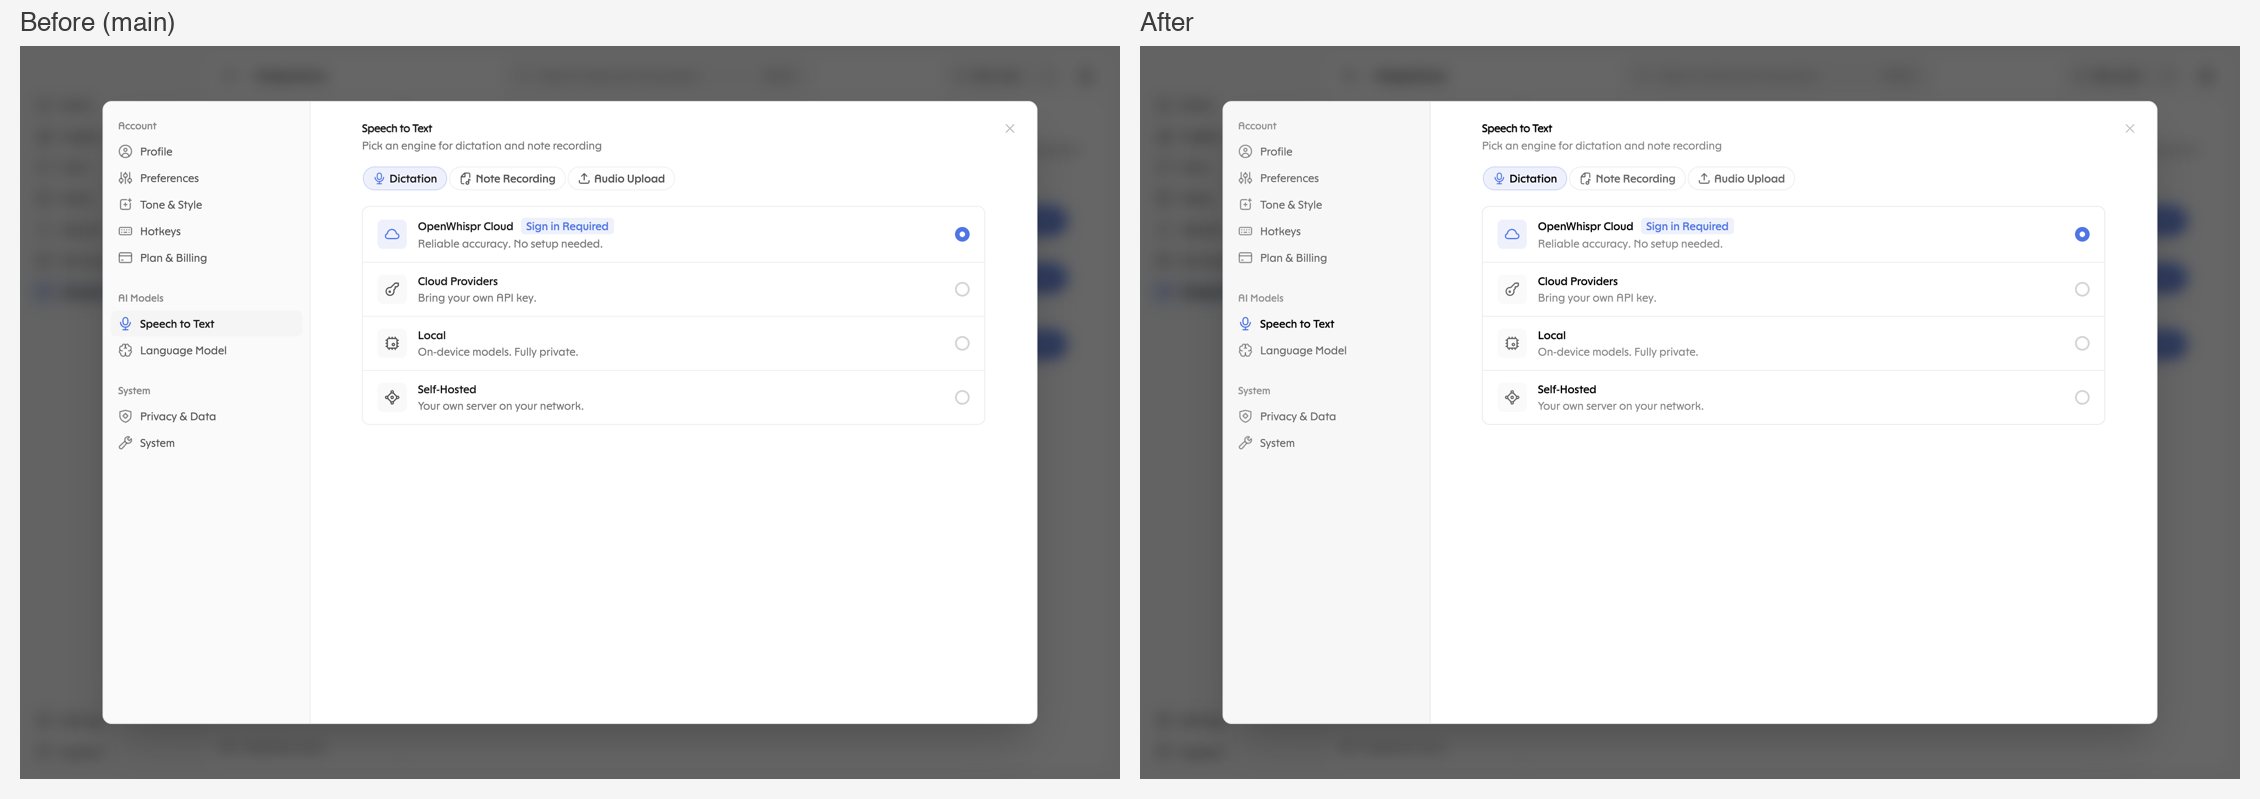 Before (main)
Account
Profile
Preferences
Tone & Style
Hotkeys
Plan & Billing
AI Models
Speech to Text
Language Model
System
Privacy & Data
System
Speech to Text
Pick an engine for dictation and note recording
Dictation
Note Recording
Audio Upload
OpenWhispr Cloud Sign in Required
Reliable accuracy. No setup needed.
Cloud Providers
Bring your own API key.
Local
On-device models. Fully private.
Self-Hosted
Your own server on your network.
After
Account
Profile
Preferences
Tone & Style
Hotkeys
Plan & Billing
AI Models
Speech to Text
Language Model
System
Privacy & Data
System
Speech to Text
Pick an engine for dictation and note recording
Dictation
Note Recording
Audio Upload
OpenWhispr Cloud Sign in Required
Reliable accuracy. No setup needed.
Cloud Providers
Bring your own API key.
Local
On-device models. Fully private.
Self-Hosted
Your own server on your network.